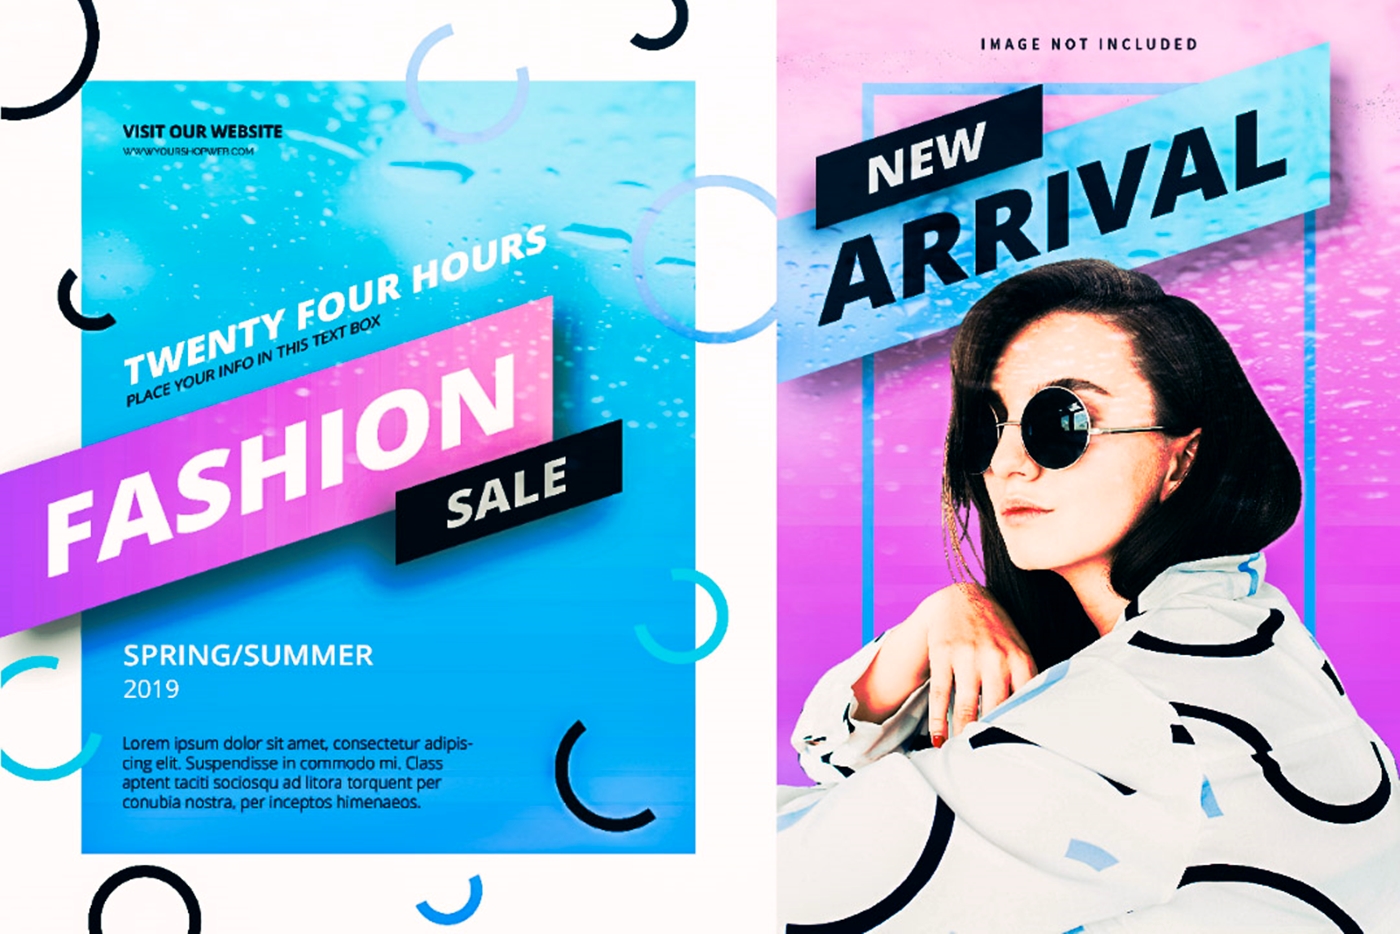 VISIT OUR WEBSITE
WWW.YOURSHOPWEB.COM
TWENTY FOUR HOURS
PLACE YOUR INFO IN THIS TEXT BOX
FASHION
SALE
SPRING/SUMMER
2019
Lorem ipsum dolor sit amet, consectetur adipis-
cing elit. Suspendisse in commodo mi. Class
aptent taciti sociosqu ad litora torquent per
conubia nostra, per inceptos himenaeos.
IMAGE NOT INCLUDED
NEW
ARRIVAL